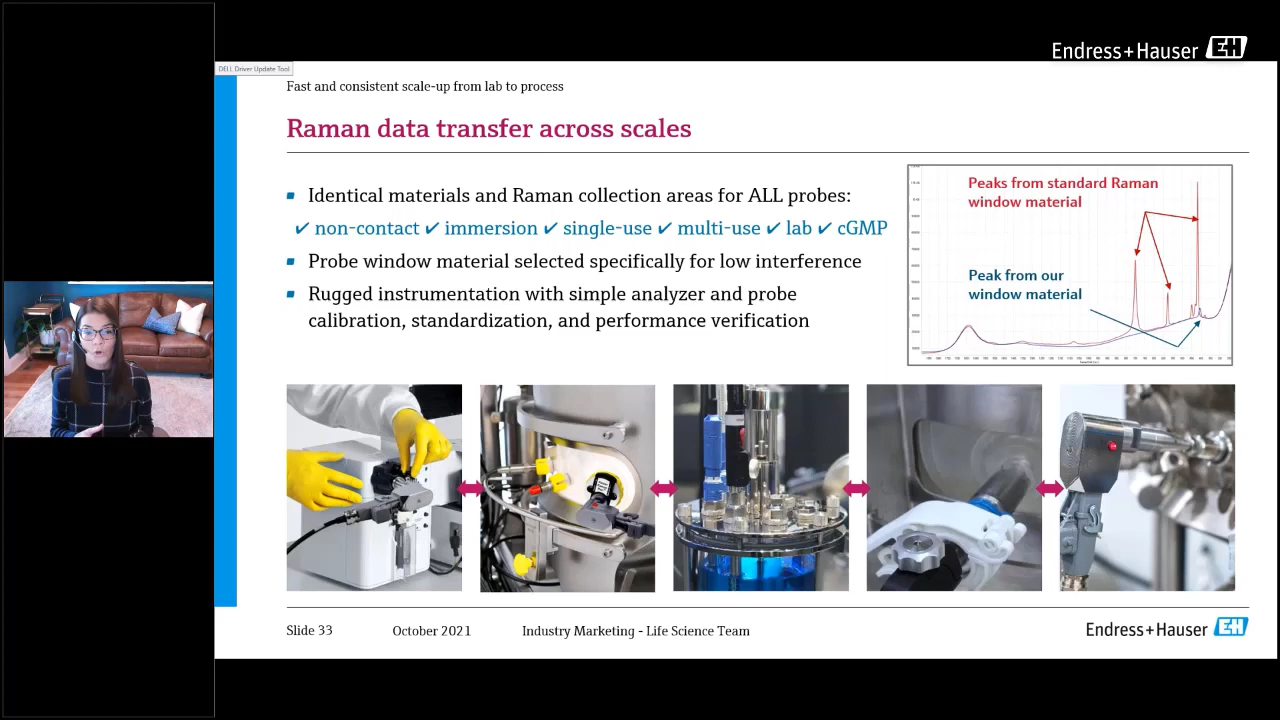 Endress+Hauser EH
DELL Driver Update Tool
Fast and consistent scale-up from lab to process
Raman data transfer across scales
Identical materials and Raman collection areas for ALL probes:
✔ non-contact ✔ immersion ✔ single-use ✔ multi-use ✔ lab ✔ cGMP
Probe window material selected specifically for low interference
Rugged instrumentation with simple analyzer and probe
calibration, standardization, and performance verification
Peaks from standard Raman
window material
Peak from our
window material
Slide 33
October 2021
Industry Marketing - Life Science Team
Endress+Hauser EH